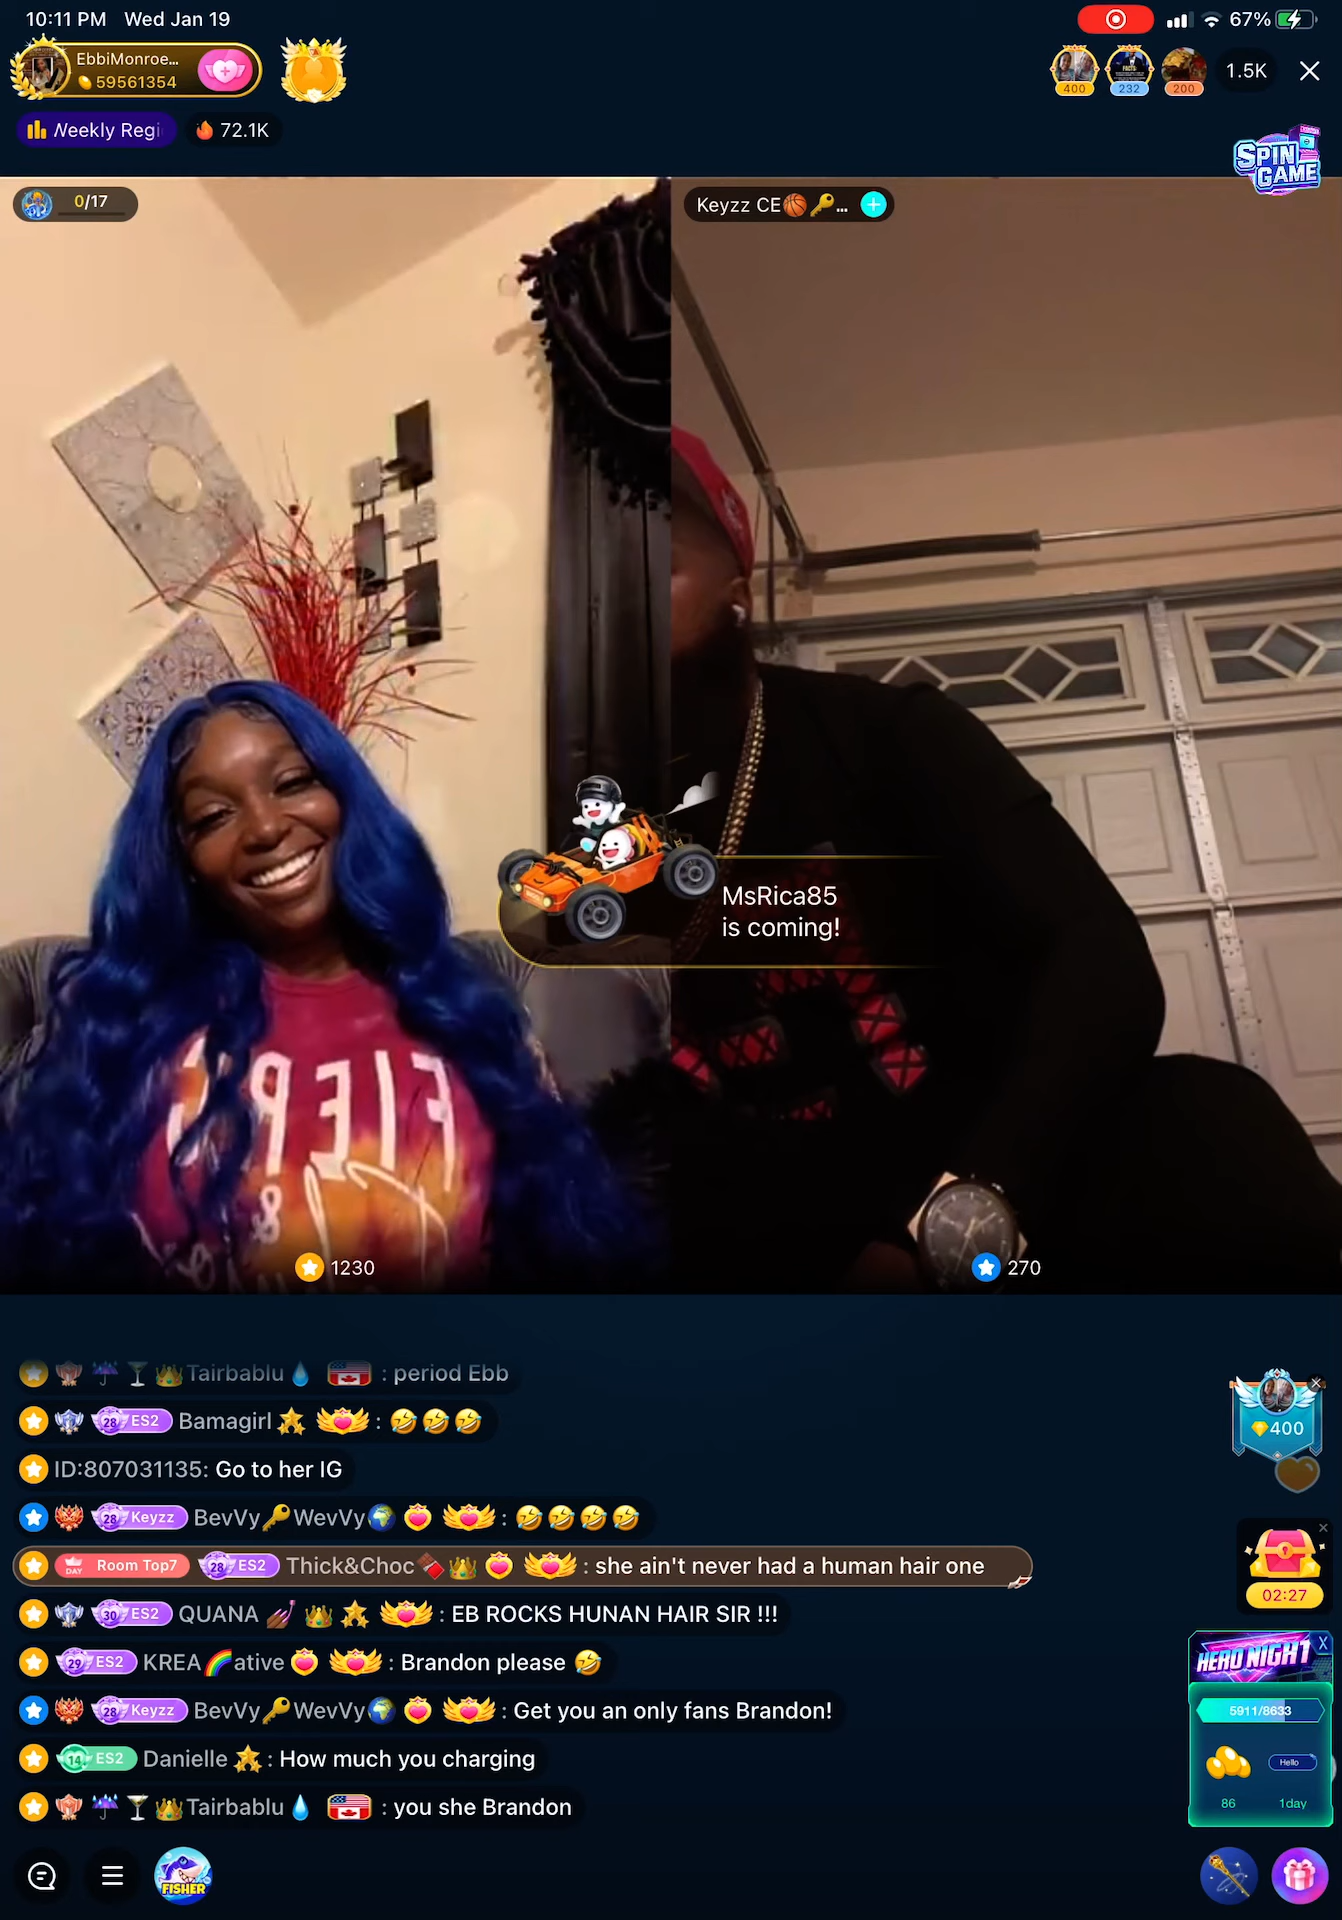 10:11 PM Wed Jan 19
67%
EbbiMonroe...
59561354
400
232
200
1.5K
Weekly Regi
72.1K
SPIN
GAME
0/17
Keyzz CE🏀🔑...
MsRica85
is coming!
FIERC
&
1230
270
Tairbablu💧 : period Ebb
28 ES2 Bamagirl : 🤣🤣🤣
400
ID:807031135: Go to her IG
28 Keyzz BevVy🔑WevVy🌍 : 🤣🤣🤣🤣
DAY Room Top7 28 ES2 Thick&Choc🍫👑 : she ain't never had a human hair one
02:27
30 ES2 QUANA 💅👑 : EB ROCKS HUNAN HAIR SIR !!!
29 ES2 KREA🌈ative : Brandon please 🤣
HERO NIGHT
X
28 Keyzz BevVy🔑WevVy🌍 : Get you an only fans Brandon!
5911/8633
14 ES2 Danielle : How much you charging
Hello
86 1day
Tairbablu💧 : you she Brandon
FISHER